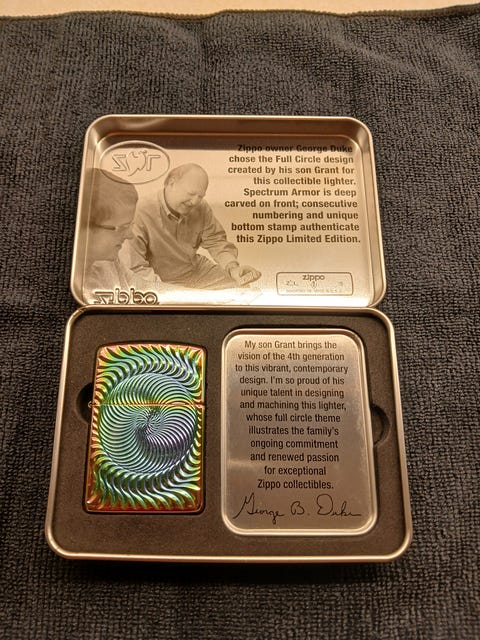 Zippo owner George Duke
chose the Full Circle design
created by his son Grant for
this collectible lighter.
Spectrum Armor is deep
carved on front; consecutive
numbering and unique
bottom stamp authenticate
this Zippo Limited Edition.
zippo
zippo
My son Grant brings the
vision of the 4th generation
to this vibrant, contemporary
design. I'm so proud of his
unique talent in designing
and machining this lighter,
whose full circle theme
illustrates the family's
ongoing commitment
and renewed passion
for exceptional
Zippo collectibles.
George B. Duke